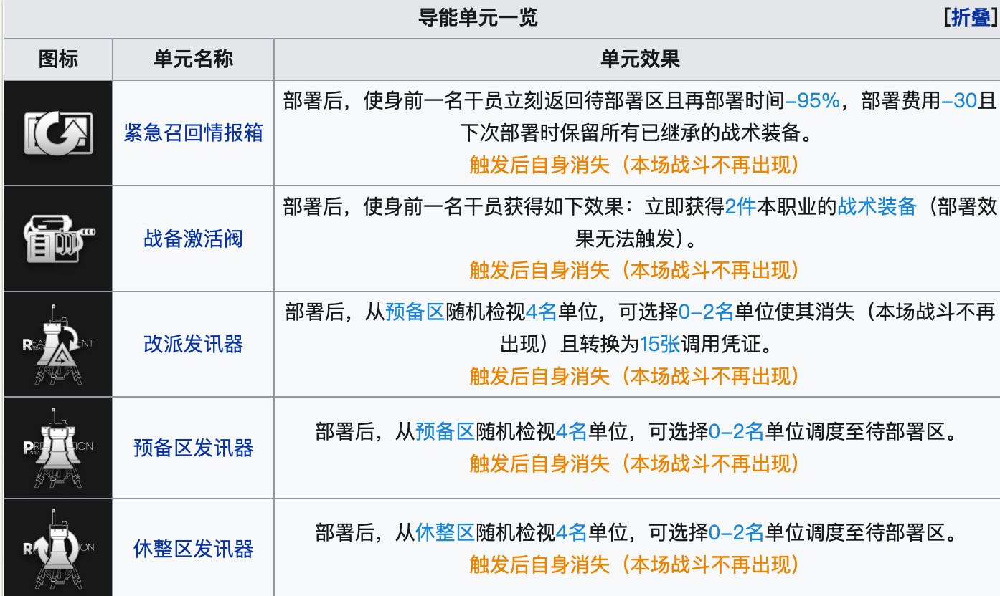 导能单元一览 [折叠]
图标 单元名称 单元效果
部署后，使身前一名干员立刻返回待部署区且再部署时间-95%，部署费用-30且
紧急召回情报箱
下次部署时保留所有已继承的战术装备。
触发后自身消失（本场战斗不再出现）
部署后，使身前一名干员获得如下效果：立即获得2件本职业的战术装备（部署效
战备激活阀
果无法触发）。
触发后自身消失（本场战斗不再出现）
部署后，从预备区随机检视4名单位，可选择0-2名单位使其消失（本场战斗不再
改派发讯器
出现）且转换为15张调用凭证。
触发后自身消失（本场战斗不再出现）
部署后，从预备区随机检视4名单位，可选择0-2名单位调度至待部署区。
预备区发讯器
触发后自身消失（本场战斗不再出现）
部署后，从休整区随机检视4名单位，可选择0-2名单位调度至待部署区。
休整区发讯器
触发后自身消失（本场战斗不再出现）